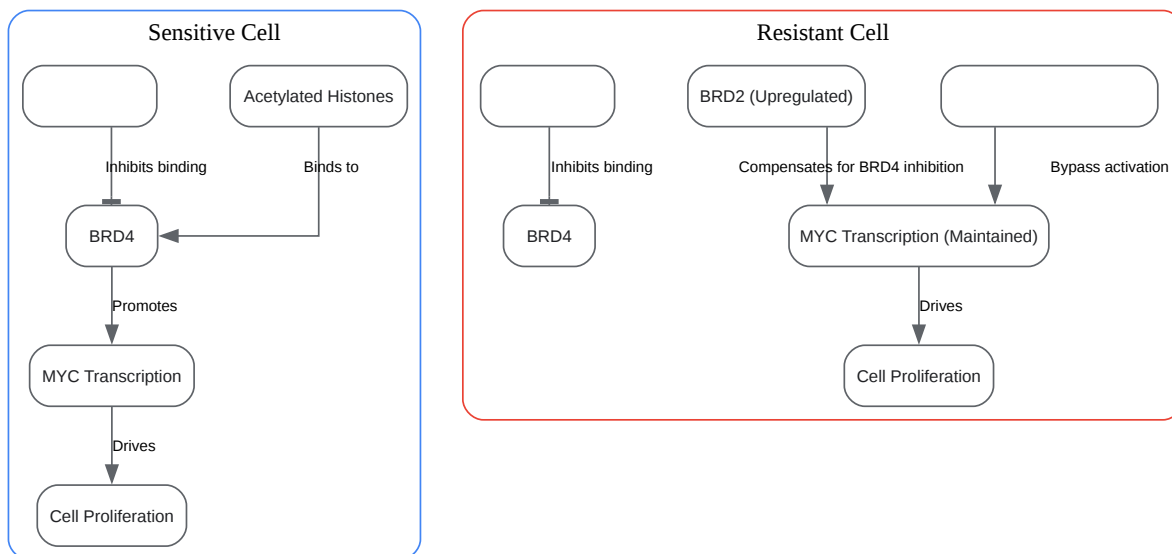 Sensitive Cell
Acetylated Histones
Inhibits binding
Binds to
BRD4
Promotes
MYC Transcription
Drives
Cell Proliferation
Resistant Cell
BRD2 (Upregulated)
Inhibits binding
Compensates for BRD4 inhibition
Bypass activation
BRD4
MYC Transcription (Maintained)
Drives
Cell Proliferation